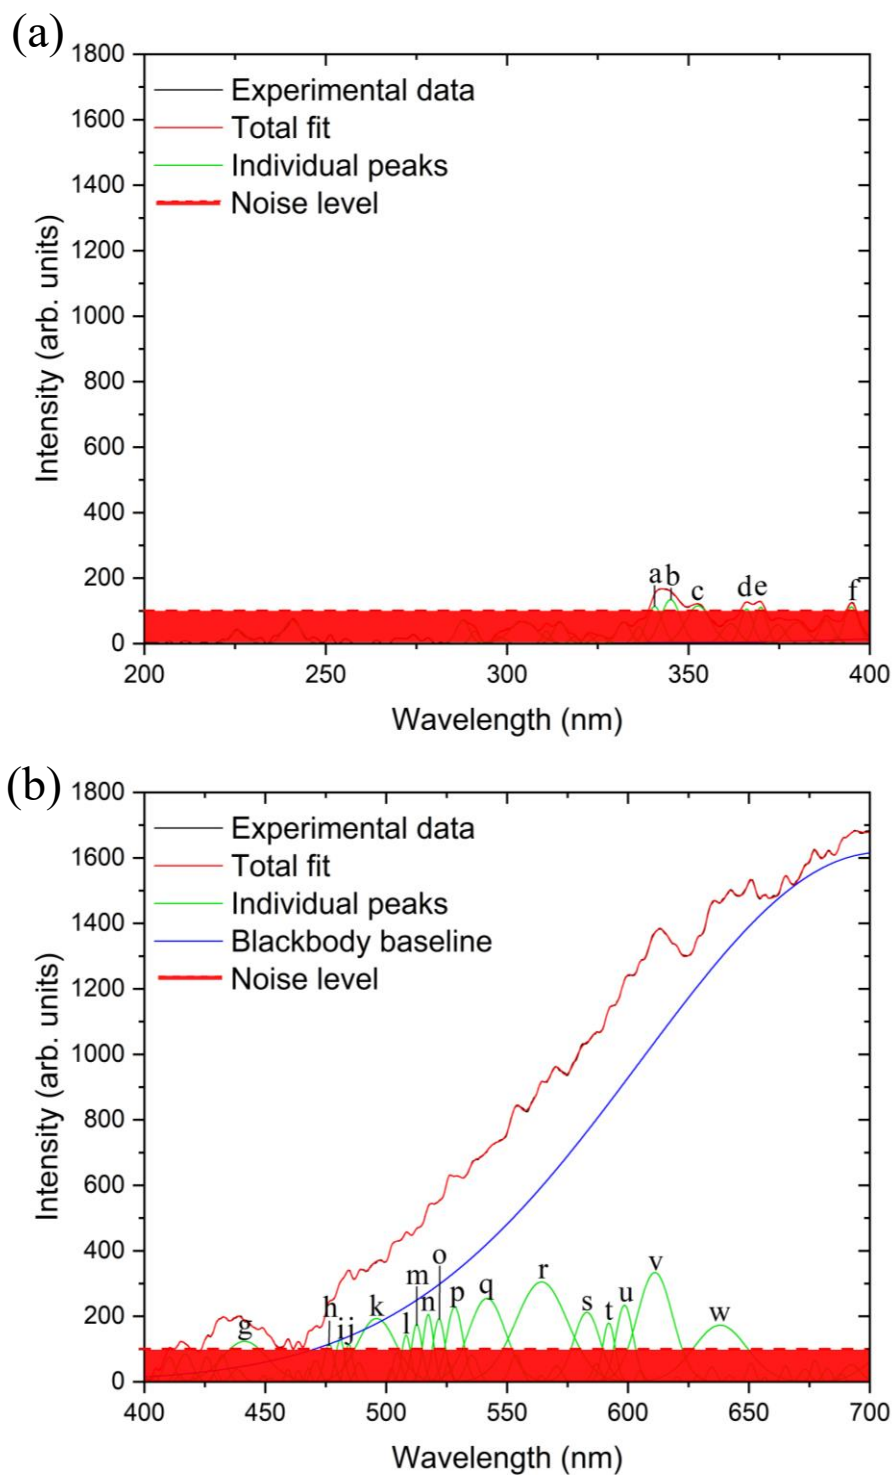 (a)
1800
1600
1400
1200
1000
800
600
400
200
0
Intensity (arb. units)
Experimental data
Total fit
Individual peaks
Noise level
a b c d e f
200 250 300 350 400
Wavelength (nm)
(b)
1800
1600
1400
1200
1000
800
600
400
200
0
Intensity (arb. units)
Experimental data
Total fit
Individual peaks
Blackbody baseline
Noise level
g h i j k l m n o p q r s t u v w
400 450 500 550 600 650 700
Wavelength (nm)